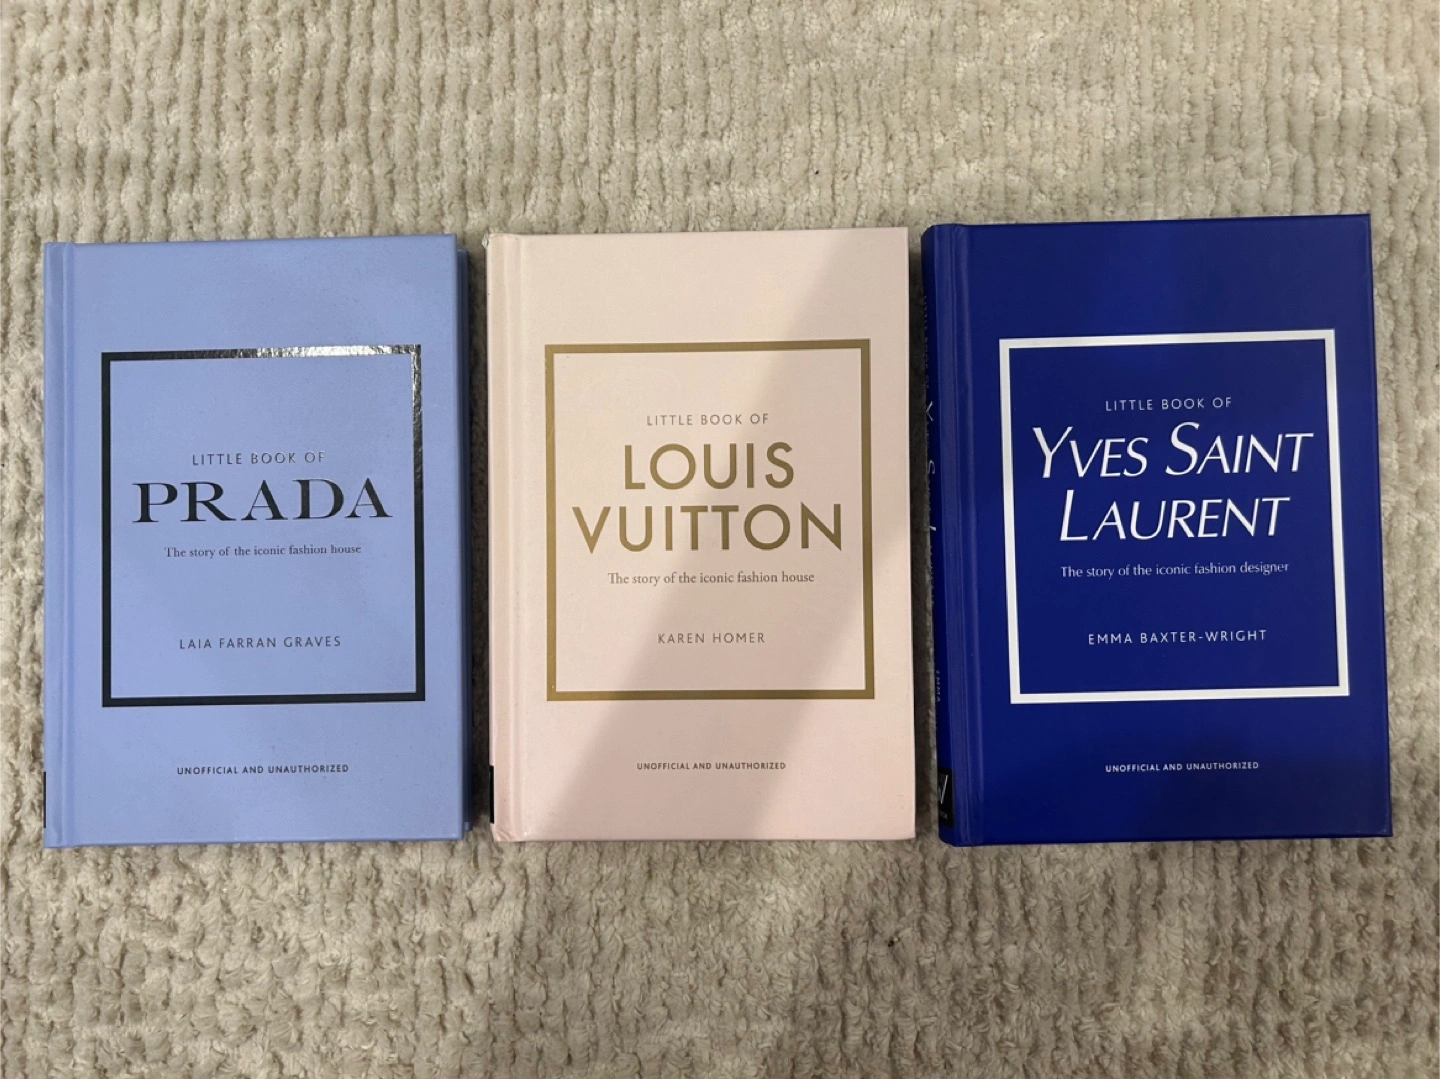 LITTLE BOOK OF
PRADA
The story of the iconic fashion house
LAIA FARRAN GRAVES
UNOFFICIAL AND UNAUTHORIZED
LITTLE BOOK OF
LOUIS
VUITTON
The story of the iconic fashion house
KAREN HOMER
UNOFFICIAL AND UNAUTHORIZED
LITTLE BOOK OF
YVES SAINT
LAURENT
The story of the iconic fashion designer
EMMA BAXTER-WRIGHT
UNOFFICIAL AND UNAUTHORIZED